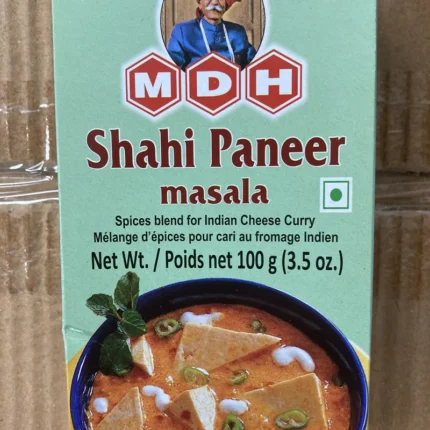 MDH
Shahi Paneer
masala
Spices blend for Indian Cheese Curry
Mélange d'épices pour cari au fromage Indien
Net Wt. / Poids net 100 g (3.5 oz.)